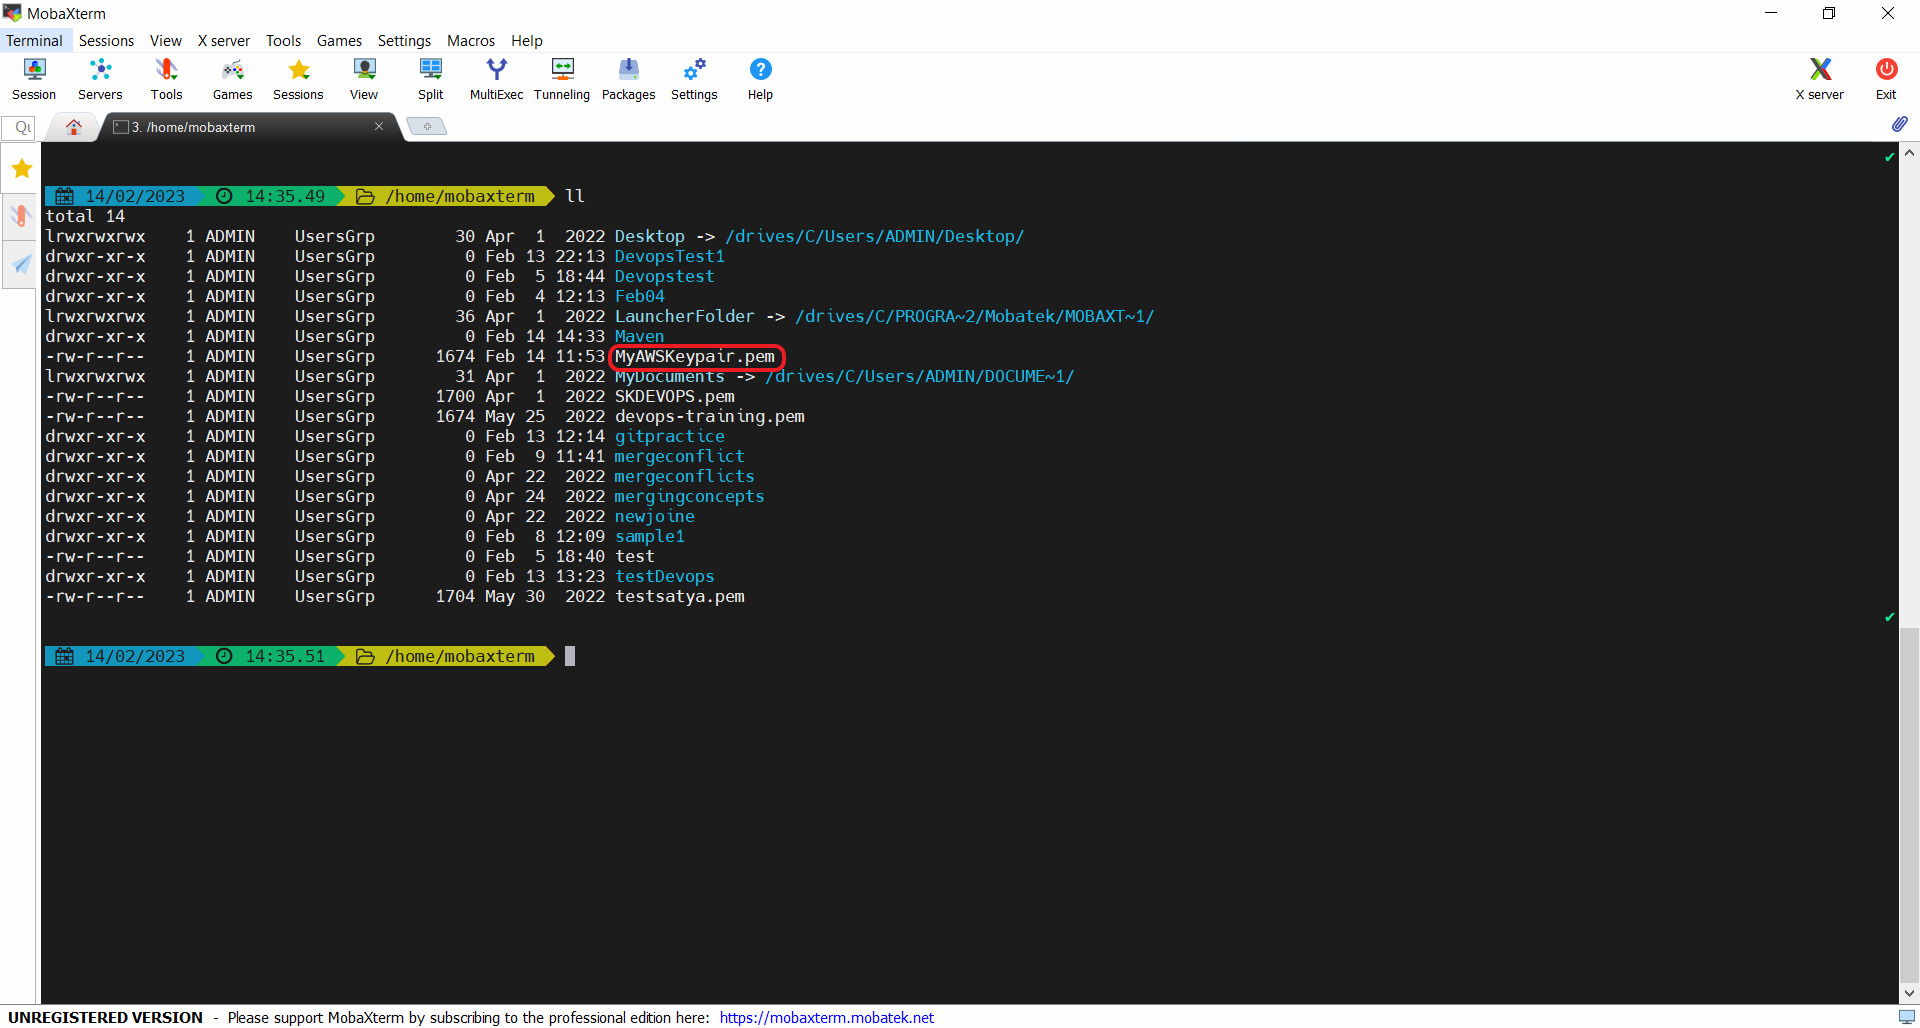 MobaXterm
Terminal Sessions View X server Tools Games Settings Macros Help
Session Servers Tools Games Sessions View Split MultiExec Tunneling Packages Settings Help X server Exit
Qu 3. /home/mobaxterm
14/02/2023 14:35.49 /home/mobaxterm ll
total 14
lrwxrwxrwx 1 ADMIN UsersGrp 30 Apr 1 2022 Desktop -> /drives/C/Users/ADMIN/Desktop/
drwxr-xr-x 1 ADMIN UsersGrp 0 Feb 13 22:13 DevopsTest1
drwxr-xr-x 1 ADMIN UsersGrp 0 Feb 5 18:44 Devopstest
drwxr-xr-x 1 ADMIN UsersGrp 0 Feb 4 12:13 Feb04
lrwxrwxrwx 1 ADMIN UsersGrp 36 Apr 1 2022 LauncherFolder -> /drives/C/PROGRA~2/Mobatek/MOBAXT~1/
drwxr-xr-x 1 ADMIN UsersGrp 0 Feb 14 14:33 Maven
-rw-r--r-- 1 ADMIN UsersGrp 1674 Feb 14 11:53 MyAWSKeypair.pem
lrwxrwxrwx 1 ADMIN UsersGrp 31 Apr 1 2022 MyDocuments -> /drives/C/Users/ADMIN/DOCUME~1/
-rw-r--r-- 1 ADMIN UsersGrp 1700 Apr 1 2022 SKDEVOPS.pem
-rw-r--r-- 1 ADMIN UsersGrp 1674 May 25 2022 devops-training.pem
drwxr-xr-x 1 ADMIN UsersGrp 0 Feb 13 12:14 gitpractice
drwxr-xr-x 1 ADMIN UsersGrp 0 Feb 9 11:41 mergeconflict
drwxr-xr-x 1 ADMIN UsersGrp 0 Apr 22 2022 mergeconflicts
drwxr-xr-x 1 ADMIN UsersGrp 0 Apr 24 2022 mergingconcepts
drwxr-xr-x 1 ADMIN UsersGrp 0 Apr 22 2022 newjoine
drwxr-xr-x 1 ADMIN UsersGrp 0 Feb 8 12:09 sample1
-rw-r--r-- 1 ADMIN UsersGrp 0 Feb 5 18:40 test
drwxr-xr-x 1 ADMIN UsersGrp 0 Feb 13 13:23 testDevops
-rw-r--r-- 1 ADMIN UsersGrp 1704 May 30 2022 testsatya.pem
14/02/2023 14:35.51 /home/mobaxterm
UNREGISTERED VERSION - Please support MobaXterm by subscribing to the professional edition here: https://mobaxterm.mobatek.net